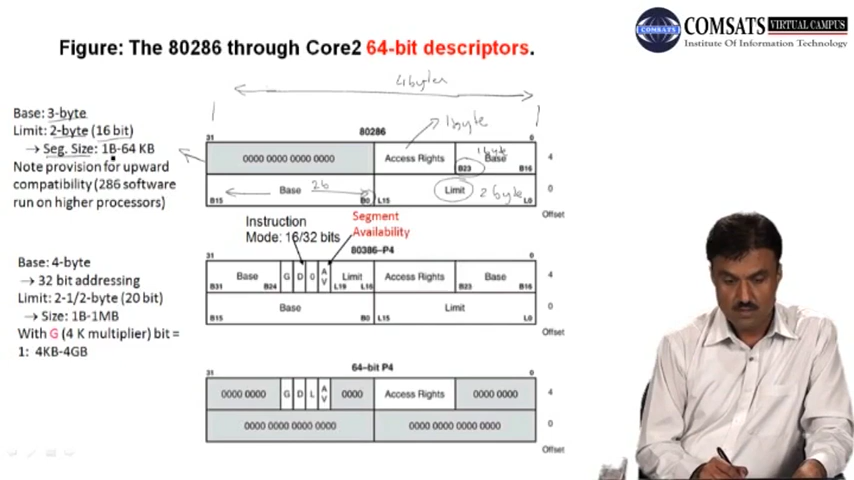 COMSATS
VIRTUAL CAMPUS
Institute Of Information Technology
COMSATS
Figure: The 80286 through Core2 64-bit descriptors.
4 bytes
Base: 3-byte
Limit: 2-byte (16 bit)
→ Seg. Size: 1B-64 KB
Note provision for upward
compatibility (286 software
run on higher processors)
1 byte
80286
31
0
0000 0000 0000 0000
Access Rights
1 byte
Base
B23
B16
4
Base
B15
B0
L15
Limit
2 byte
L0
0
Offset
Instruction
Mode: 16/32 bits
Segment
Availability
Base: 4-byte
→ 32 bit addressing
Limit: 2-1/2-byte (20 bit)
→ Size: 1B-1MB
With G (4 K multiplier) bit =
1: 4KB-4GB
80386-P4
31
0
Base
B31
B24
G
D
0
A
V
Limit
L19
L16
Access Rights
B23
Base
B16
4
Base
B15
B0
L15
Limit
L0
0
Offset
64-bit P4
31
0
0000 0000
G
D
L
A
V
0000
Access Rights
0000 0000
4
0000 0000 0000 0000
0000 0000 0000 0000
0
Offset